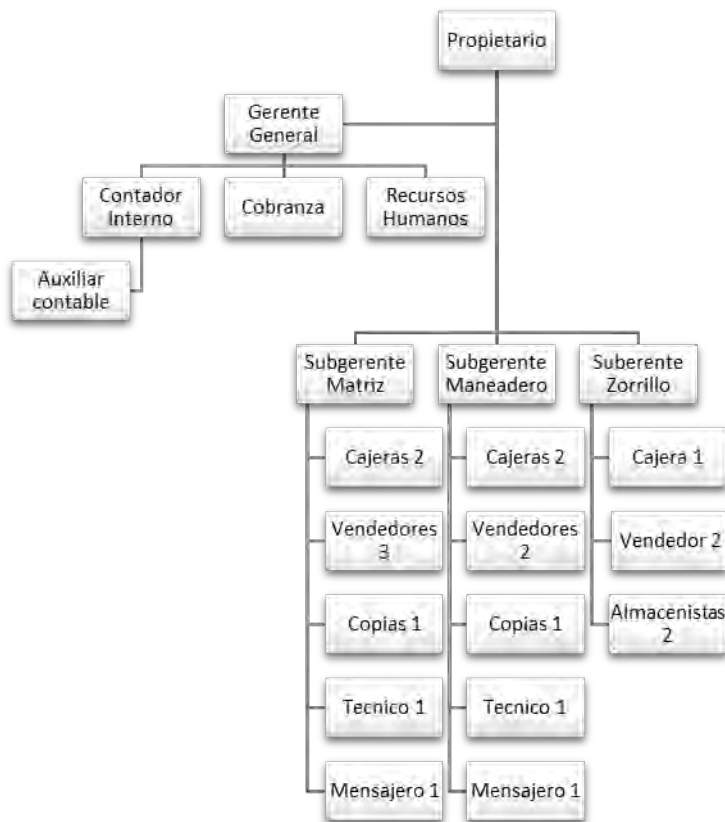 Propietario
Gerente
General
Contador
Interno
Cobranza
Recursos
Humanos
Auxiliar
contable
Subgerente
Matriz
Subgerente
Maneadero
Suberente
Zorrillo
Cajeras 2
Cajeras 2
Cajera 1
Vendedores
3
Vendedores
2
Vendedor 2
Copias 1
Copias 1
Almacenistas
2
Tecnico 1
Tecnico 1
Mensajero 1
Mensajero 1